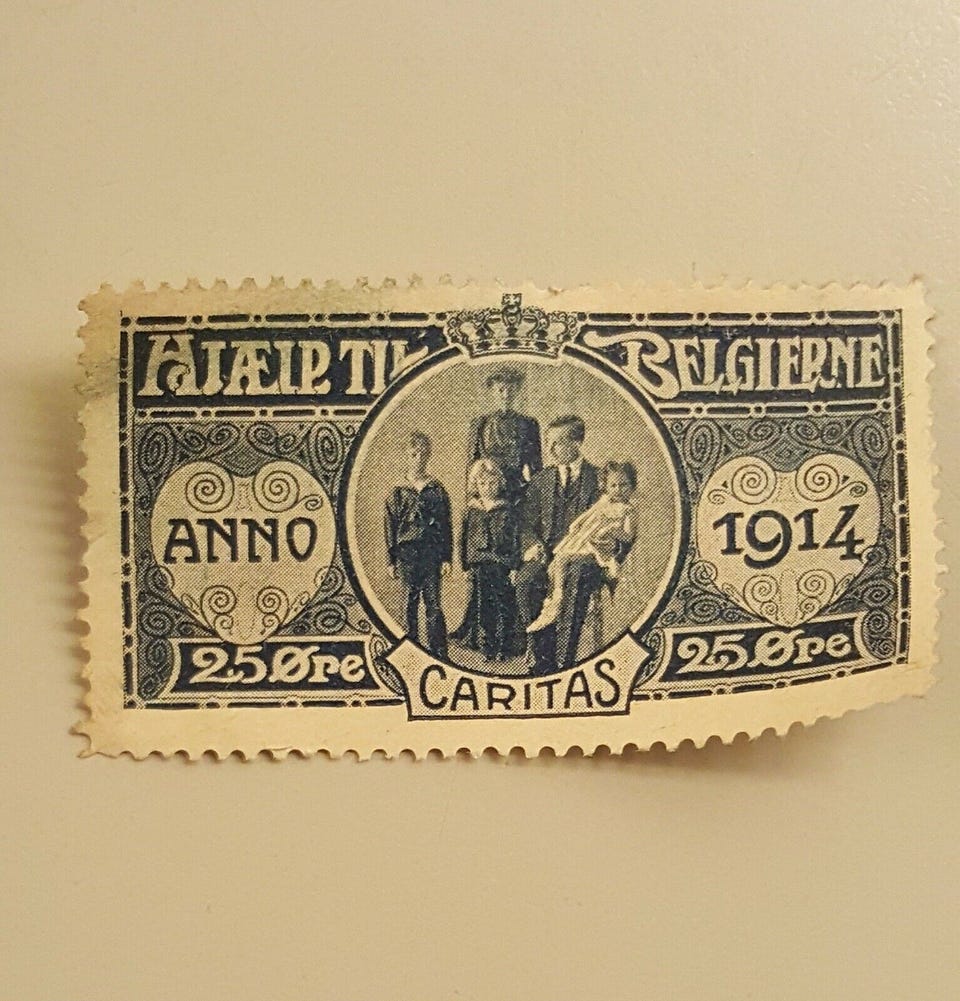 HJÆLP TIL BELGIERNE
ANNO 1914
25 Øre 25 Øre
CARITAS